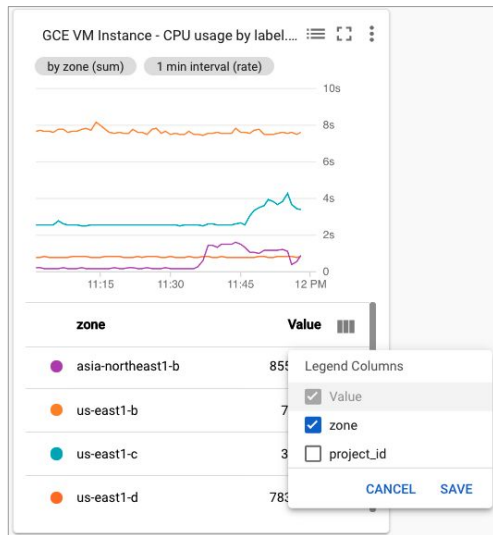 GCE VM Instance - CPU usage by label....
by zone (sum) 1 min interval (rate)
10s
8s
6s
4s
2s
0
11:15 11:30 11:45 12 PM
zone Value
asia-northeast1-b 855
us-east1-b 7
us-east1-c 3
us-east1-d 783
Legend Columns
Value
zone
project_id
CANCEL SAVE